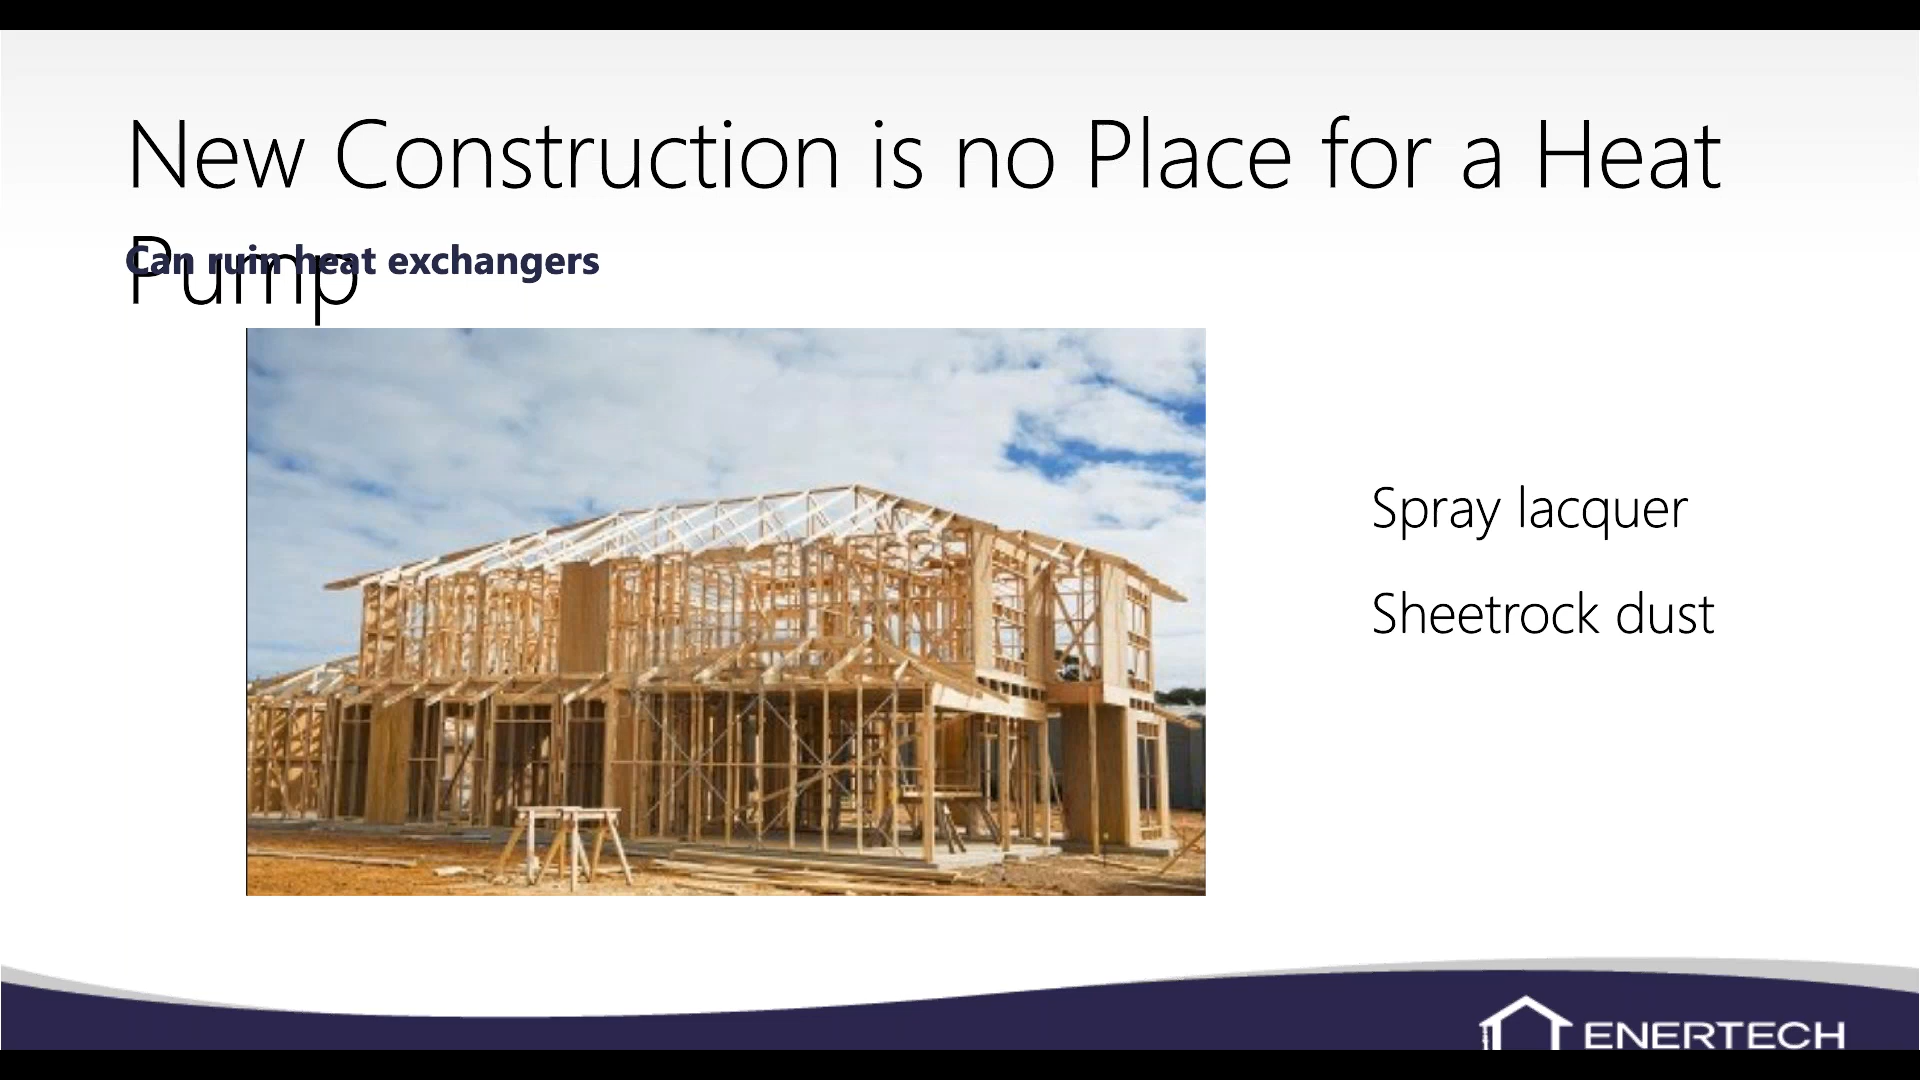 New Construction is no Place for a Heat
Pump
Can ruin heat exchangers
Spray lacquer
Sheetrock dust
ENERTECH